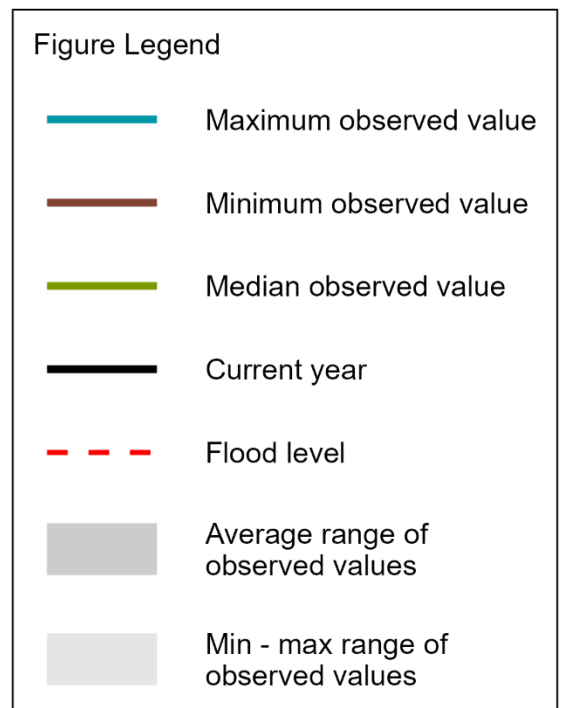 Figure Legend
Maximum observed value
Minimum observed value
Median observed value
Current year
Flood level
Average range of
observed values
Min - max range of
observed values